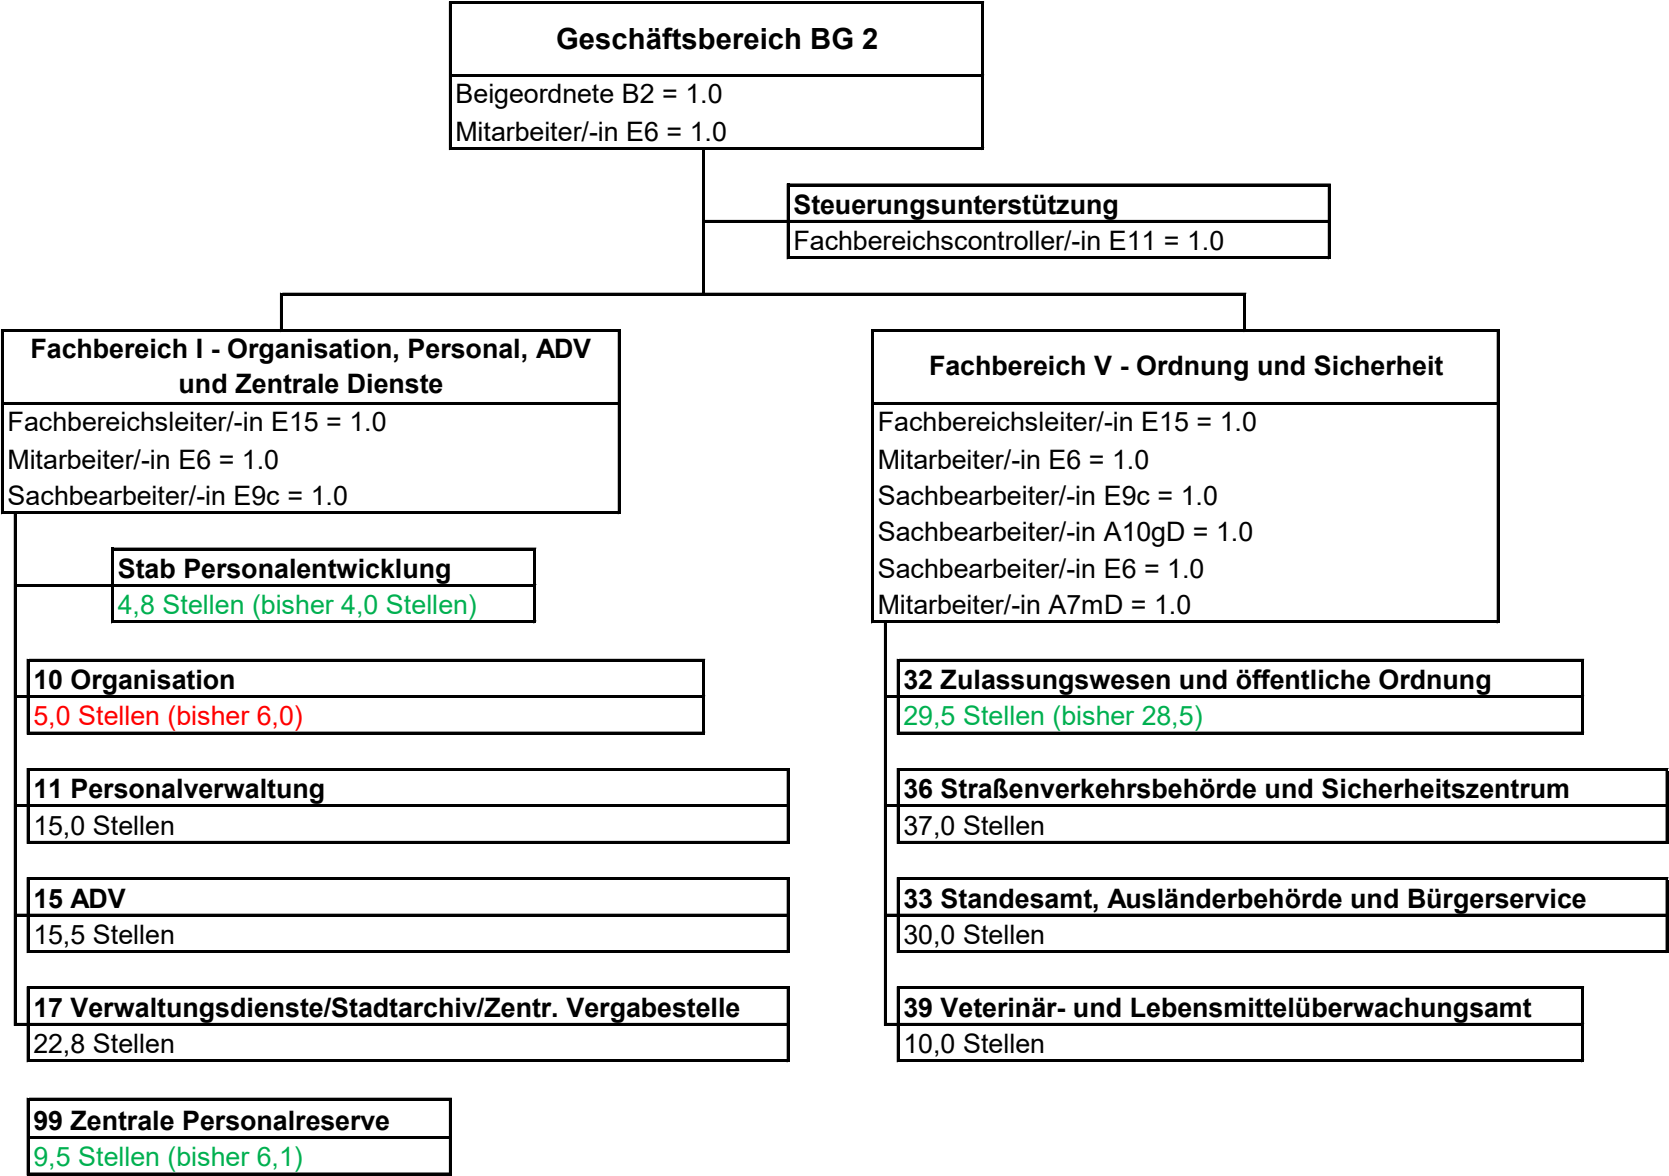 Geschäftsbereich BG 2
Beigeordnete B2 = 1.0
Mitarbeiter/-in E6 = 1.0
Steuerungsunterstützung
Fachbereichscontroller/-in E11 = 1.0
Fachbereich I - Organisation, Personal, ADV
und Zentrale Dienste
Fachbereichsleiter/-in E15 = 1.0
Mitarbeiter/-in E6 = 1.0
Sachbearbeiter/-in E9c = 1.0
Stab Personalentwicklung
4,8 Stellen (bisher 4,0 Stellen)
10 Organisation
5,0 Stellen (bisher 6,0)
11 Personalverwaltung
15,0 Stellen
15 ADV
15,5 Stellen
17 Verwaltungsdienste/Stadtarchiv/Zentr. Vergabestelle
22,8 Stellen
99 Zentrale Personalreserve
9,5 Stellen (bisher 6,1)
Fachbereich V - Ordnung und Sicherheit
Fachbereichsleiter/-in E15 = 1.0
Mitarbeiter/-in E6 = 1.0
Sachbearbeiter/-in E9c = 1.0
Sachbearbeiter/-in A10gD = 1.0
Sachbearbeiter/-in E6 = 1.0
Mitarbeiter/-in A7mD = 1.0
32 Zulassungswesen und öffentliche Ordnung
29,5 Stellen (bisher 28,5)
36 Straßenverkehrsbehörde und Sicherheitszentrum
37,0 Stellen
33 Standesamt, Ausländerbehörde und Bürgerservice
30,0 Stellen
39 Veterinär- und Lebensmittelüberwachungsamt
10,0 Stellen